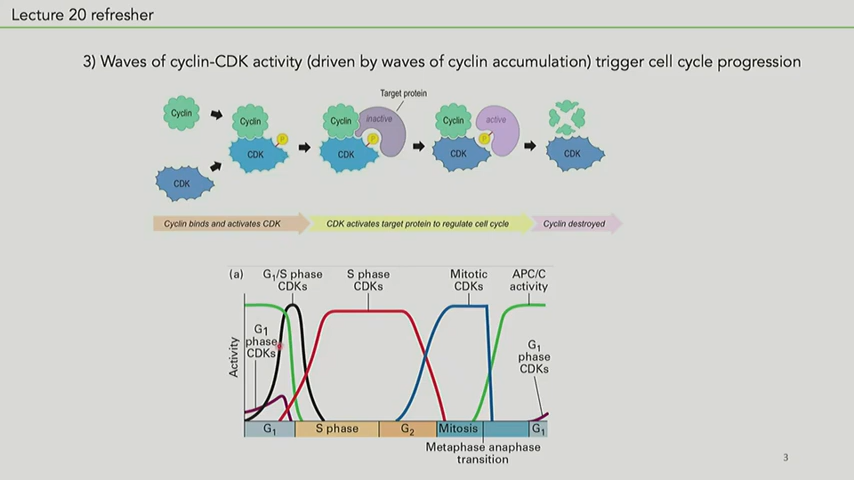 Lecture 20 refresher
3) Waves of cyclin-CDK activity (driven by waves of cyclin accumulation) trigger cell cycle progression
Target protein
Cyclin
Cyclin
Cyclin
inactive
Cyclin
active
P
P
P
CDK
CDK
CDK
CDK
CDK
Cyclin binds and activates CDK
CDK activates target protein to regulate cell cycle
Cyclin destroyed
(a)
G1/S phase
CDKs
S phase
CDKs
Mitotic
CDKs
APC/C
activity
G1
phase
CDKs
G1
phase
CDKs
Activity
G1
S phase
G2
Mitosis
G1
Metaphase anaphase
transition
3